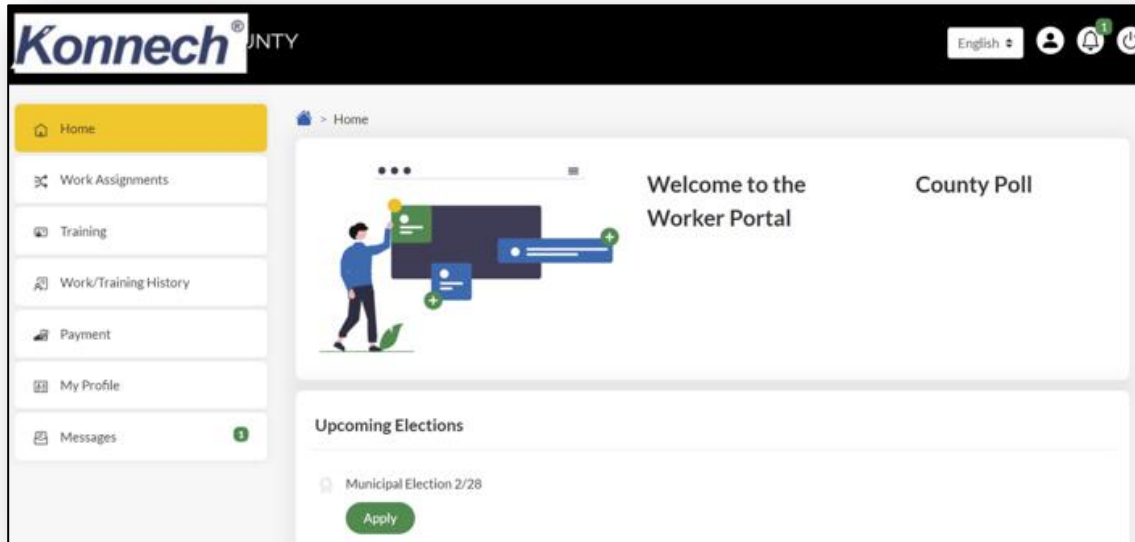 Konnech® UNTY
English
1
Home
Work Assignments
Training
Work/Training History
Payment
My Profile
Messages 1
> Home
Welcome to the County Poll
Worker Portal
Upcoming Elections
Municipal Election 2/28
Apply